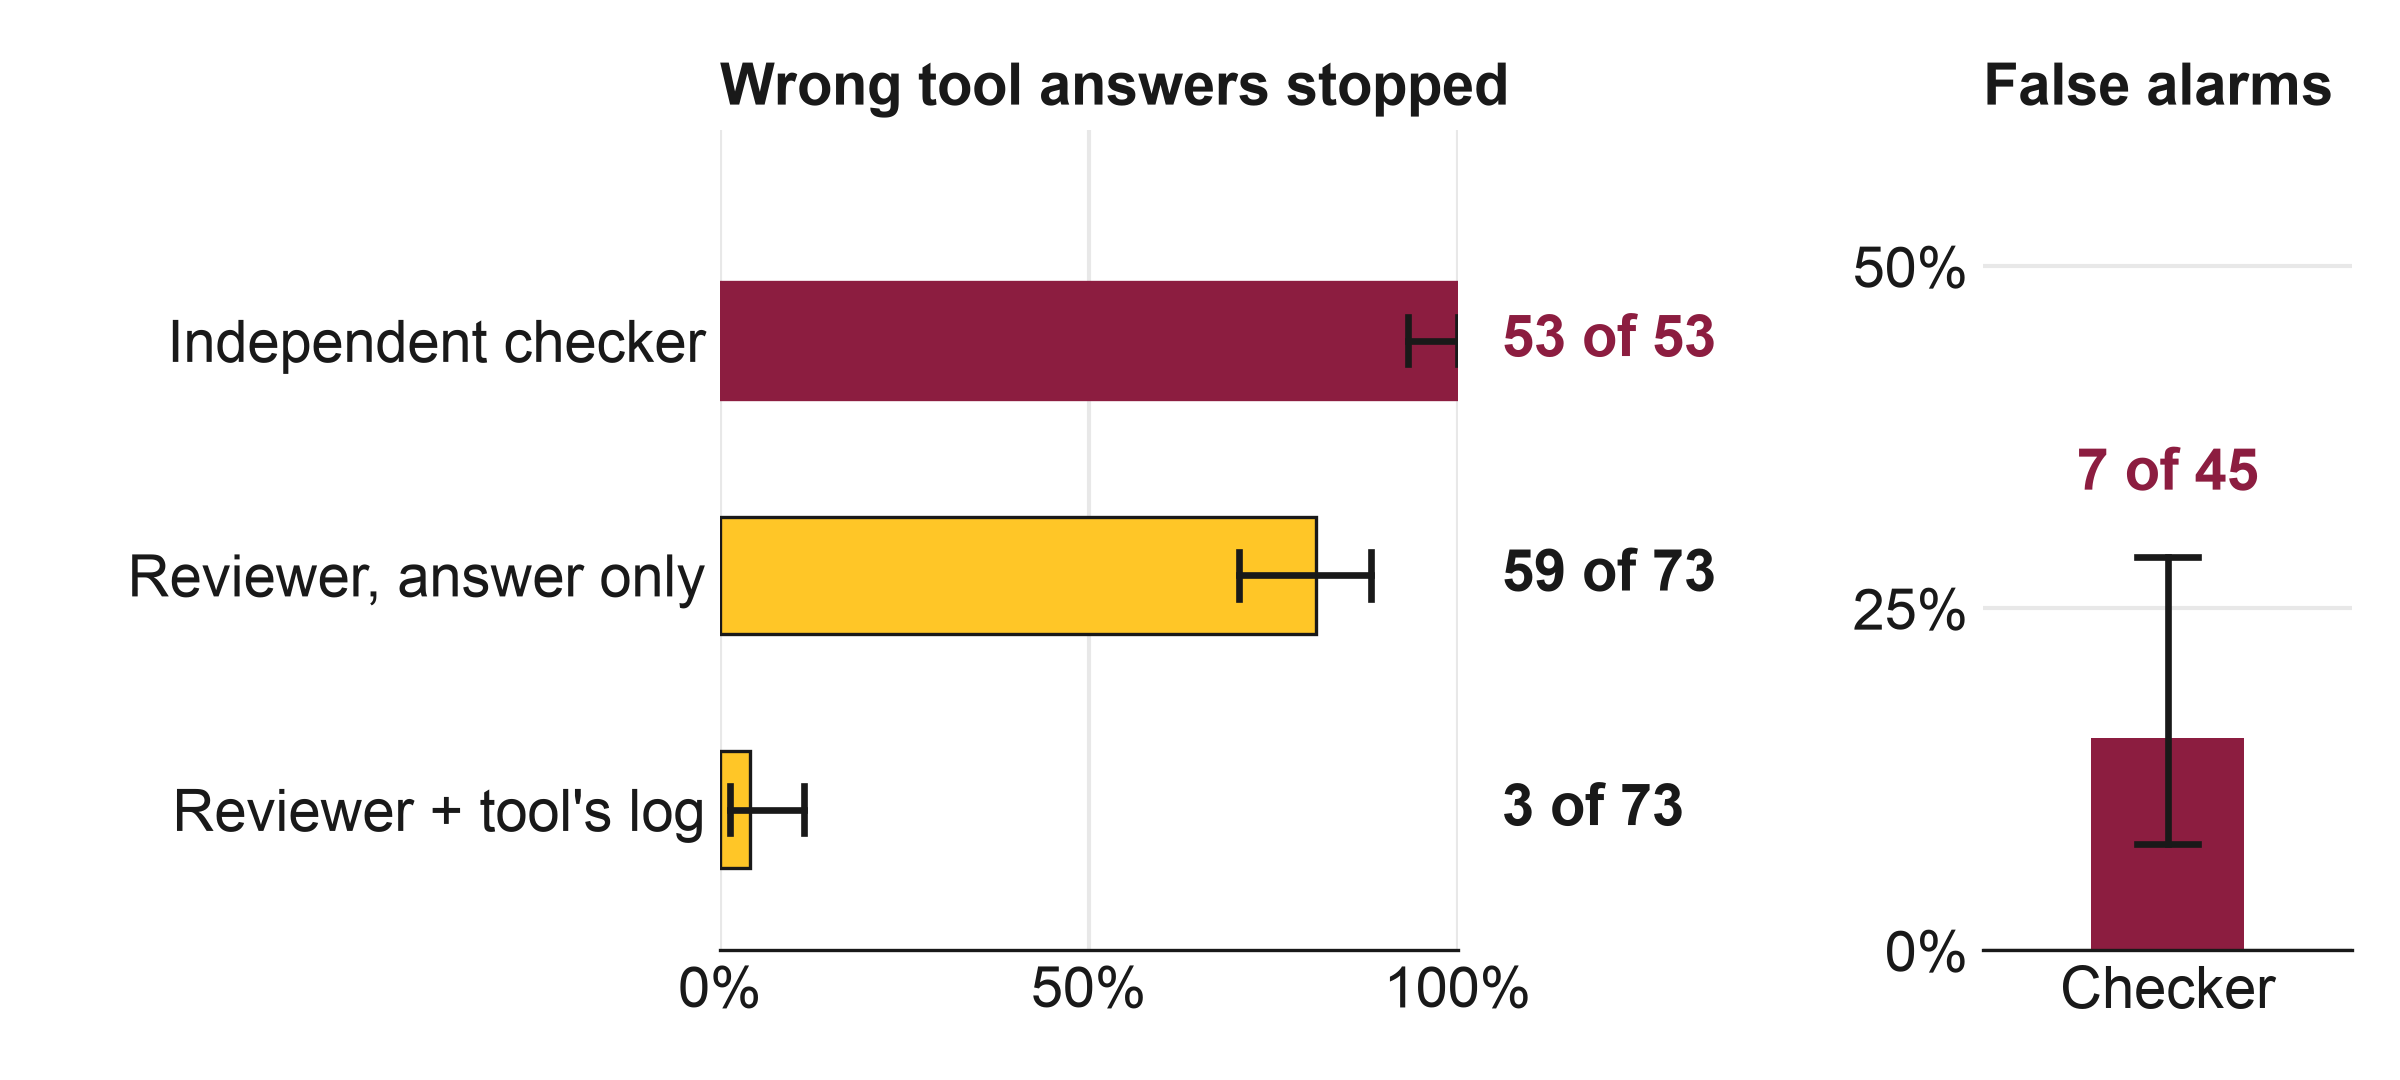 Wrong tool answers stopped
Independent checker
53 of 53
Reviewer, answer only
59 of 73
Reviewer + tool's log
3 of 73
0%
50%
100%
False alarms
50%
7 of 45
25%
0%
Checker